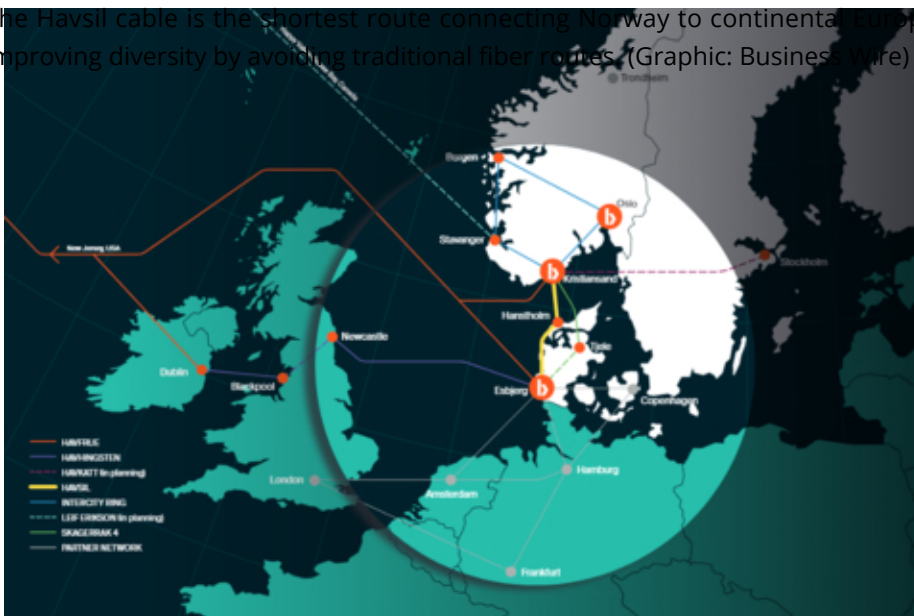 he Havsil cable is the shortest route connecting Norway to continental Europ
mproving diversity by avoiding traditional fiber routes. (Graphic: Business Wire)
Trondheim
Bergen
Oslo
b
Stavanger
New Jersey, USA
Stockholm
b
Kristiansand
Hanstholm
Newcastle
Tjele
Dublin
Blackpool
Esbjerg
b
Copenhagen
HAVFRUE
HAVHINGSTEN
HAVKATT (in planning)
HAVSIL
INTERCITY RING
LEIF ERIKSON (in planning)
SKAGERRAK 4
PARTNER NETWORK
London
Amsterdam
Hamburg
Frankfurt